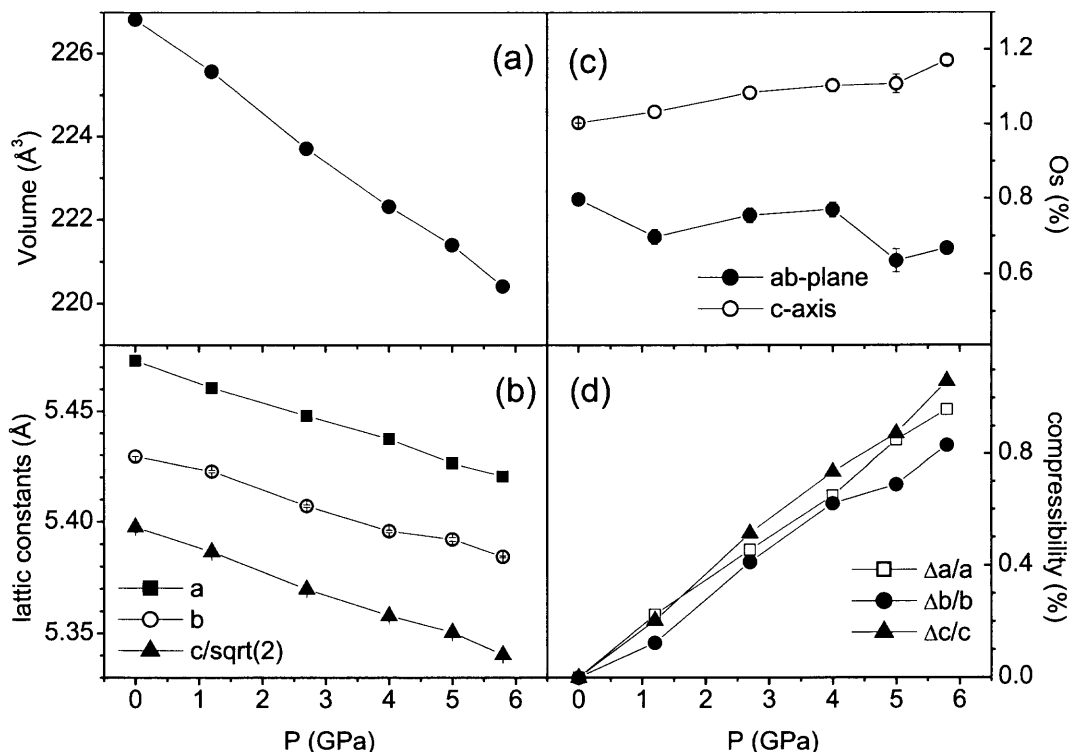 226
224
222
220
Volume (Å³)
(a)
(c)
1.2
1.0
0.8
0.6
Os (%)
ab-plane
c-axis
5.45
5.40
5.35
lattic constants (Å)
(b)
a
b
c/sqrt(2)
0 1 2 3 4 5 6
P (GPa)
(d)
0.8
0.4
0.0
compressibility (%)
Δa/a
Δb/b
Δc/c
0 1 2 3 4 5 6
P (GPa)